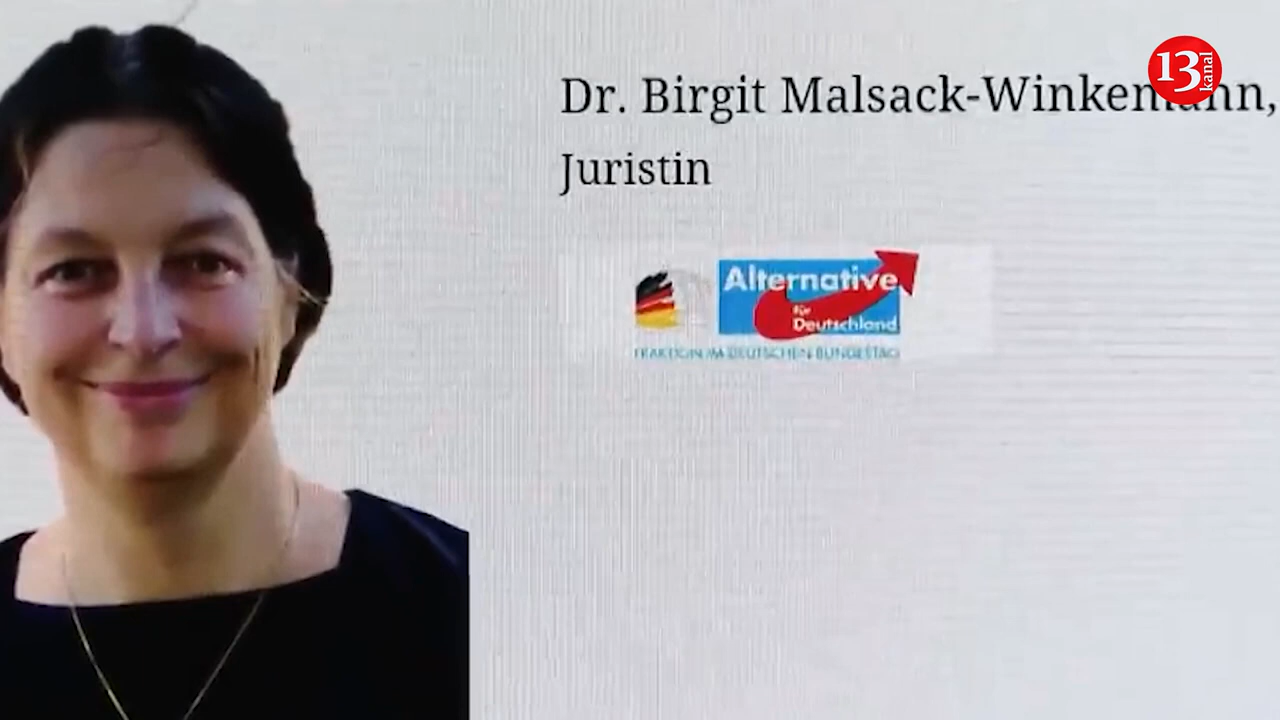 Dr. Birgit Malsack-Winkemann,
Juristin
13 kanal
Alternative
für
Deutschland
FRAKTION IM DEUTSCHEN BUNDESTAG